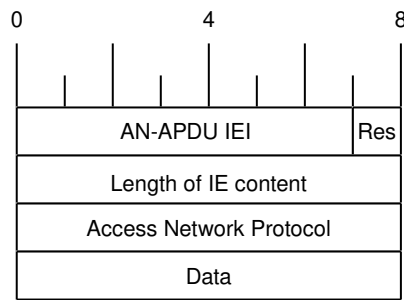 0 4 8
AN-APDU IEI Res
Length of IE content
Access Network Protocol
Data